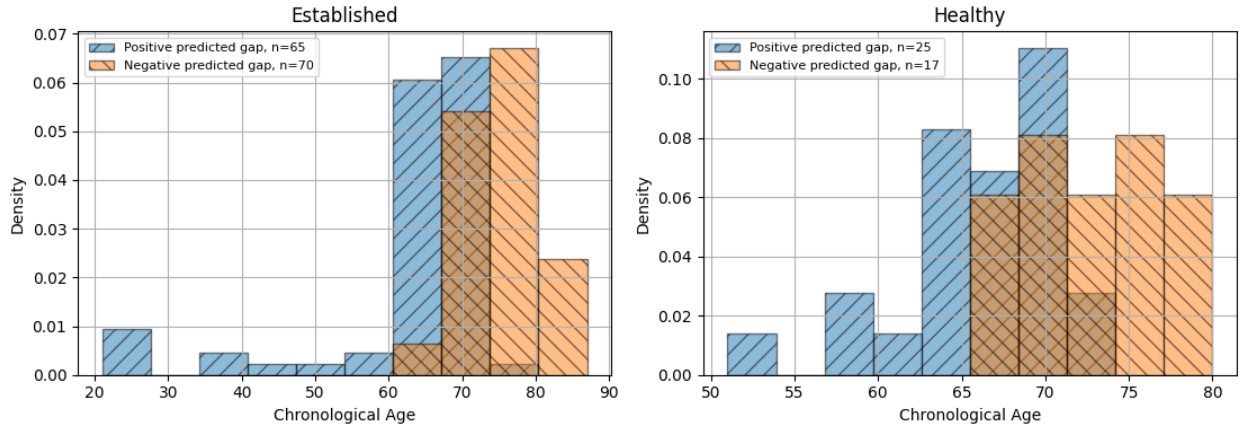 Established
Positive predicted gap, n=65
Negative predicted gap, n=70
0.07
0.06
0.05
0.04
0.03
0.02
0.01
0.00
Density
20 30 40 50 60 70 80 90
Chronological Age
Healthy
Positive predicted gap, n=25
Negative predicted gap, n=17
0.10
0.08
0.06
0.04
0.02
0.00
Density
50 55 60 65 70 75 80
Chronological Age